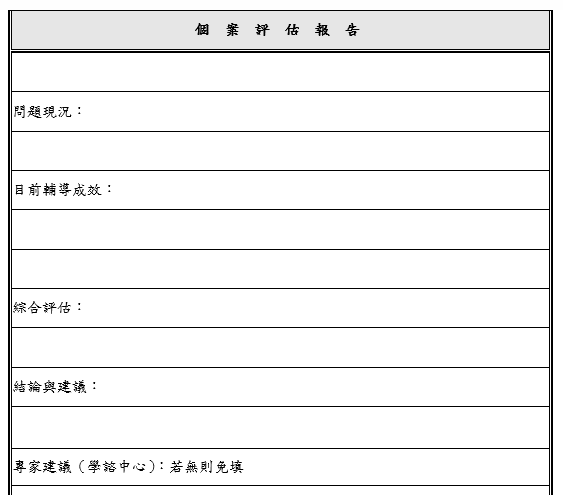 個案評估報告
問題現況：
目前輔導成效：
綜合評估：
結論與建議：
專家建議（學諮中心）：若無則免填